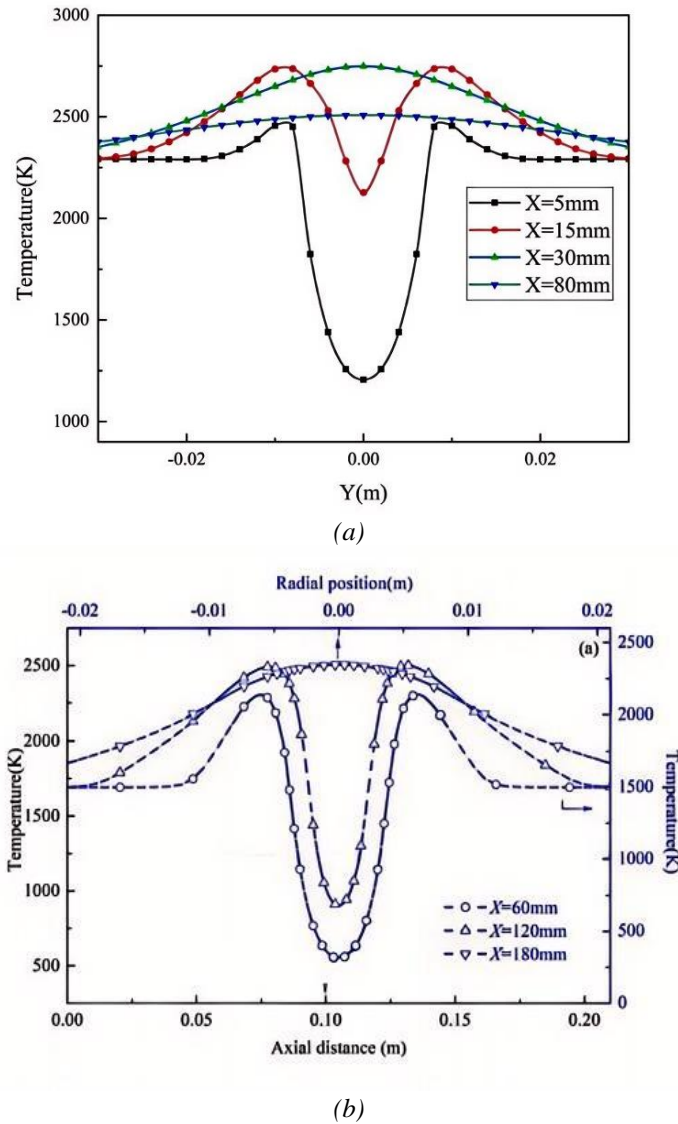 3000
2500
2000
1500
1000
Temperature(K)
X=5mm
X=15mm
X=30mm
X=80mm
-0.02 0.00 0.02
Y(m)
(a)
Radial position(m)
-0.02 -0.01 0.00 0.01 0.02
(a)
2500
2000
1500
1000
500
Temperature(K)
2500
2000
1500
1000
500
0
Temperature(K)
X=60mm
X=120mm
X=180mm
0.00 0.05 0.10 0.15 0.20
Axial distance (m)
(b)